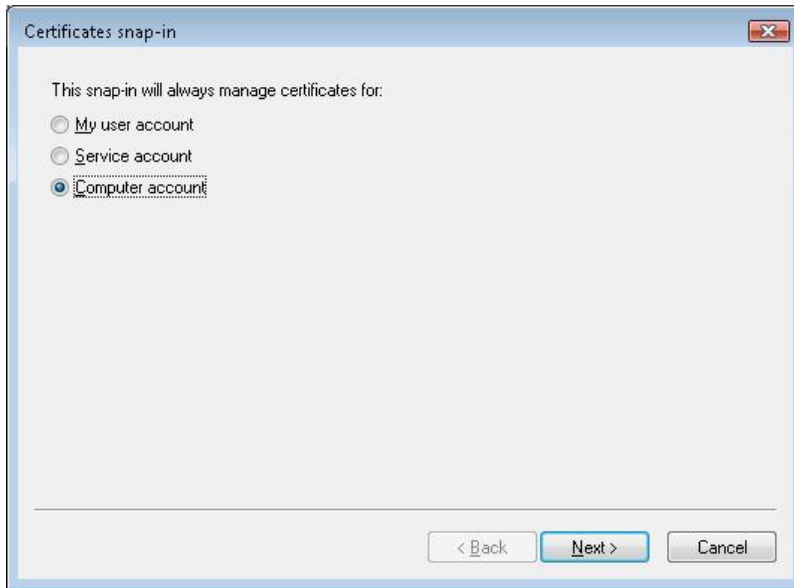 Certificates snap-in
This snap-in will always manage certificates for:
My user account
Service account
Computer account
< Back
Next >
Cancel